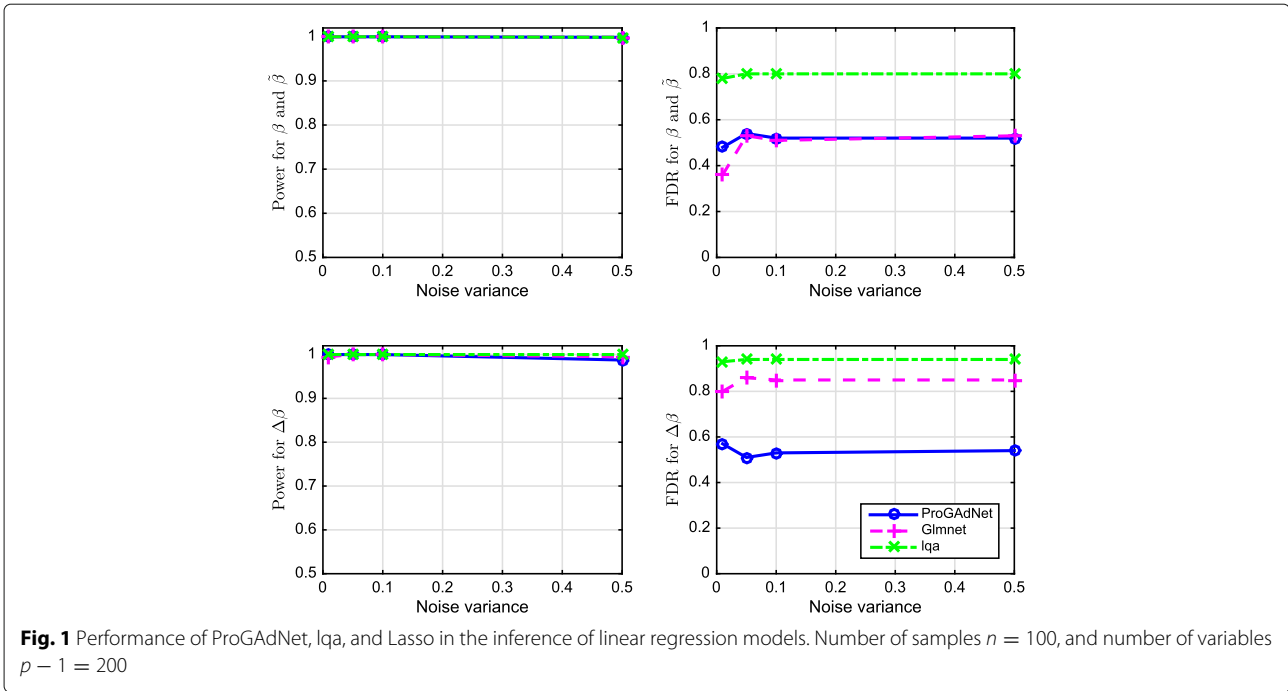 Power for β and β̃
1
0.9
0.8
0.7
0.6
0.5
0 0.1 0.2 0.3 0.4 0.5
Noise variance
FDR for β and β̃
1
0.8
0.6
0.4
0.2
0
0 0.1 0.2 0.3 0.4 0.5
Noise variance
Power for Δβ
1
0.9
0.8
0.7
0.6
0.5
0 0.1 0.2 0.3 0.4 0.5
Noise variance
FDR for Δβ
1
0.8
0.6
0.4
0.2
0
ProGAdNet
Glmnet
lqa
0 0.1 0.2 0.3 0.4 0.5
Noise variance
Fig. 1 Performance of ProGAdNet, lqa, and Lasso in the inference of linear regression models. Number of samples n = 100, and number of variables
p − 1 = 200